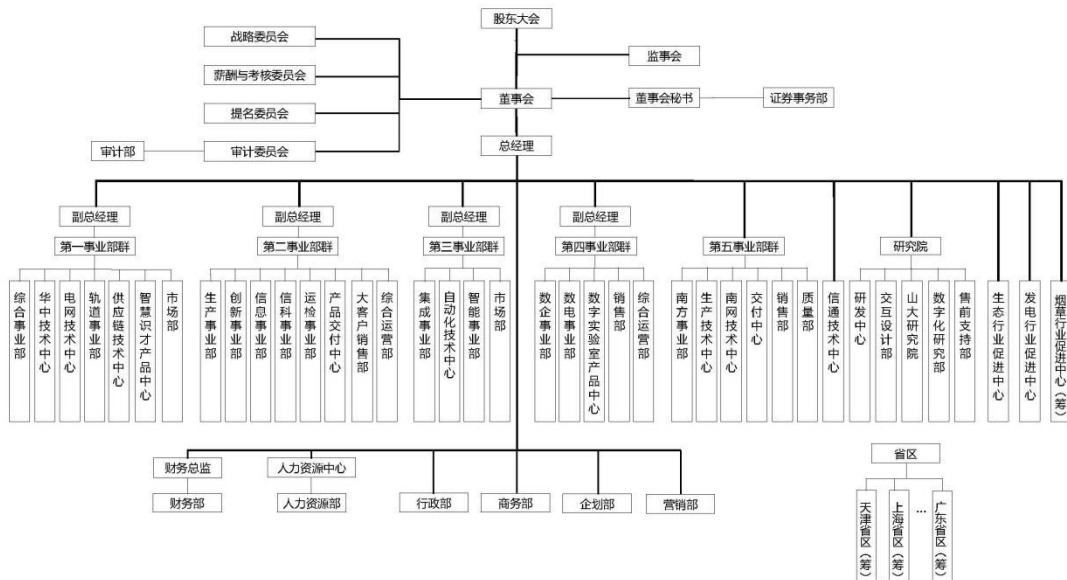 股东大会
战略委员会
监事会
薪酬与考核委员会
董事会
董事会秘书
证券事务部
提名委员会
总经理
审计部
审计委员会
副总经理
副总经理
副总经理
副总经理
第一事业部群
第二事业部群
第三事业部群
第四事业部群
第五事业部群
研究院
综合事业部
华中技术中心
电网技术中心
轨道事业部
供应链技术中心
智慧识才产品中心
市场部
生产事业部
创新事业部
信息事业部
信科事业部
运检事业部
产品交付中心
大客户销售部
综合运营部
集成事业部
自动化技术中心
智能事业部
市场部
数企事业部
数电事业部
数字实验室产品中心
销售部
综合运营部
南方事业部
生产技术中心
南网技术中心
交付中心
销售部
质量部
信通技术中心
研发中心
交互设计部
山大研究院
数字化研究部
售前支持部
生态行业促进中心
发电行业促进中心
烟草行业促进中心（筹）
财务总监
人力资源中心
省区
财务部
人力资源部
行政部
商务部
企划部
营销部
天津省区（筹）
上海省区（筹）
...
广东省区（筹）